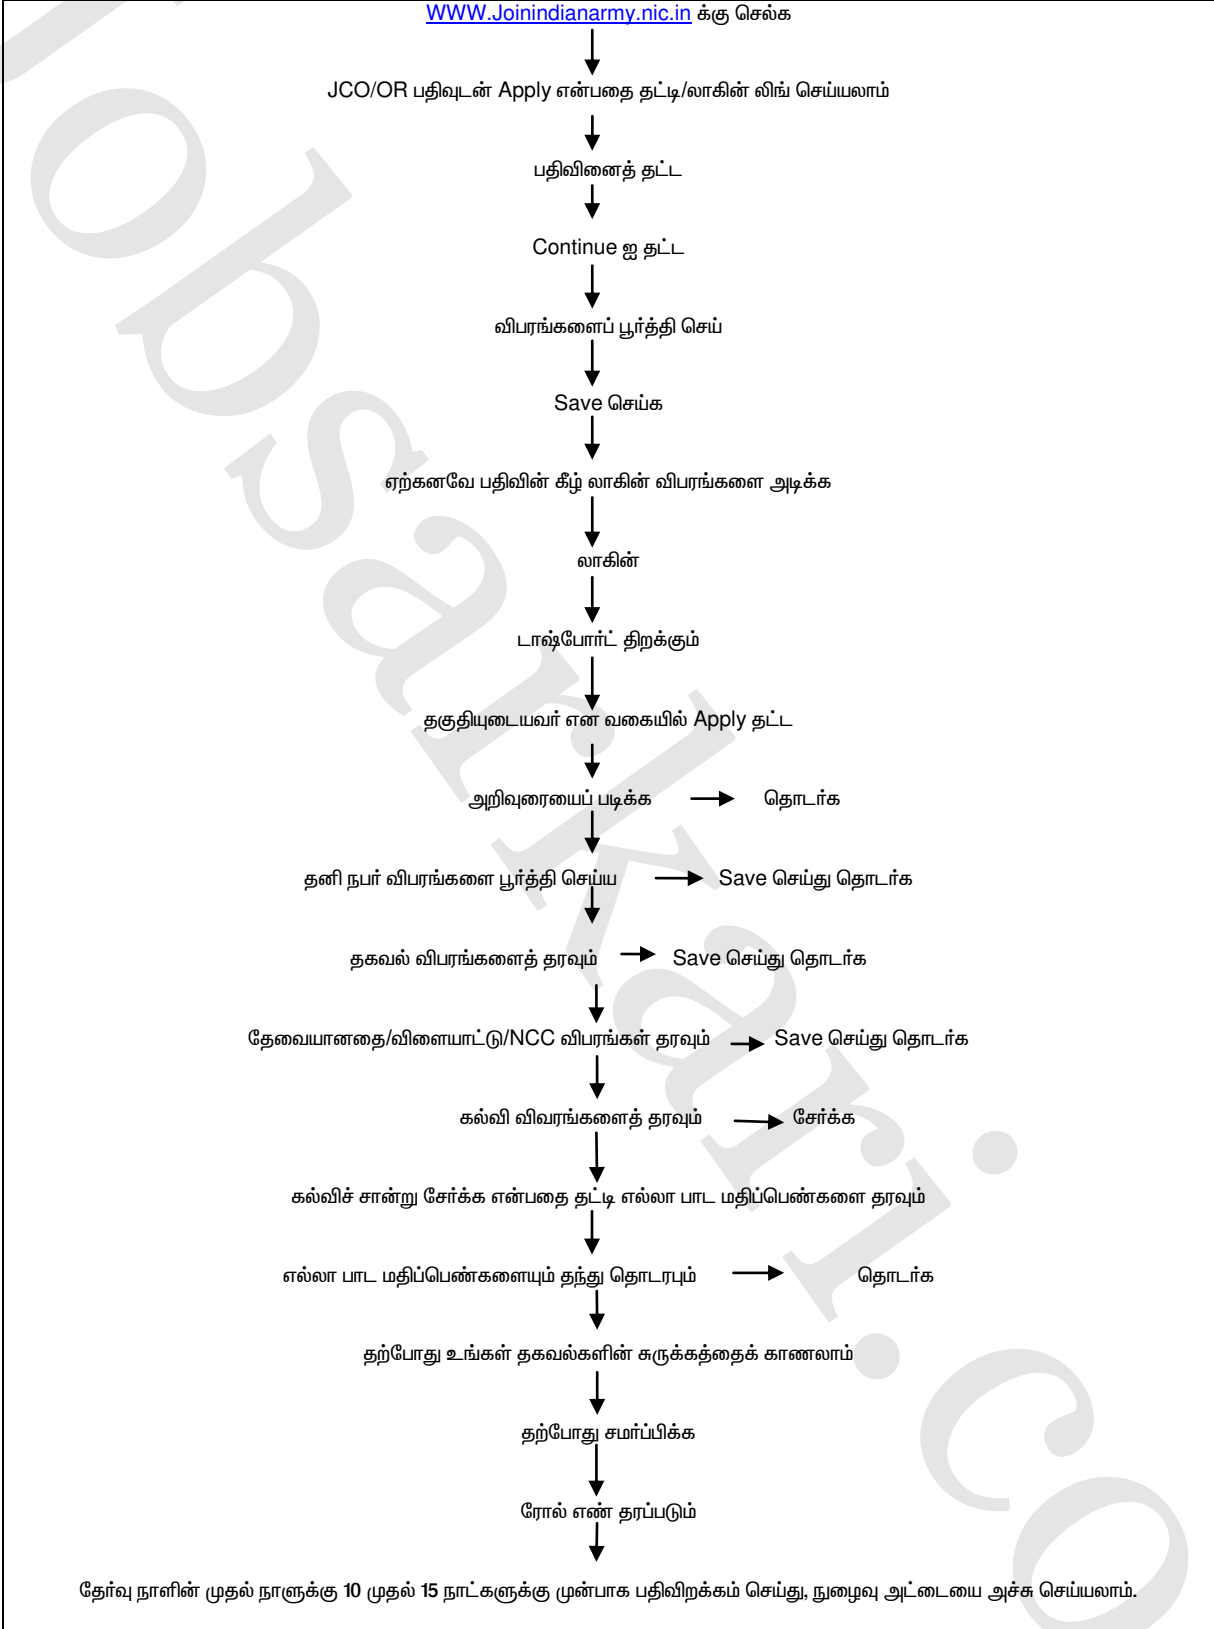 WWW.Joinindianarmy.nic.in க்கு செல்க
JCO/OR பதிவுடன் Apply என்பதை தட்டி/லாகின் லிங் செய்யலாம்
பதிவினைத் தட்ட
Continue ஐ தட்ட
விபரங்களைப் பூர்த்தி செய்
Save செய்க
ஏற்கனவே பதிவின் கீழ் லாகின் விபரங்களை அடிக்க
லாகின்
டாஷ்போர்ட் திறக்கும்
தகுதியுடையவர் என வகையில் Apply தட்ட
அறிவுரையைப் படிக்க தொடர்க
தனி நபர் விபரங்களை பூர்த்தி செய்ய Save செய்து தொடர்க
தகவல் விபரங்களைத் தரவும் Save செய்து தொடர்க
தேவையானதை/விளையாட்டு/NCC விபரங்கள் தரவும் Save செய்து தொடர்க
கல்வி விவரங்களைத் தரவும் சேர்க்க
கல்விச் சான்று சேர்க்க என்பதை தட்டி எல்லா பாட மதிப்பெண்களை தரவும்
எல்லா பாட மதிப்பெண்களையும் தந்து தொடரபும் தொடர்க
தற்போது உங்கள் தகவல்களின் சுருக்கத்தைக் காணலாம்
தற்போது சமர்ப்பிக்க
ரோல் எண் தரப்படும்
தேர்வு நாளின் முதல் நாளுக்கு 10 முதல் 15 நாட்களுக்கு முன்பாக பதிவிறக்கம் செய்து, நுழைவு அட்டையை அச்சு செய்யலாம்.
Jobsarkari.co